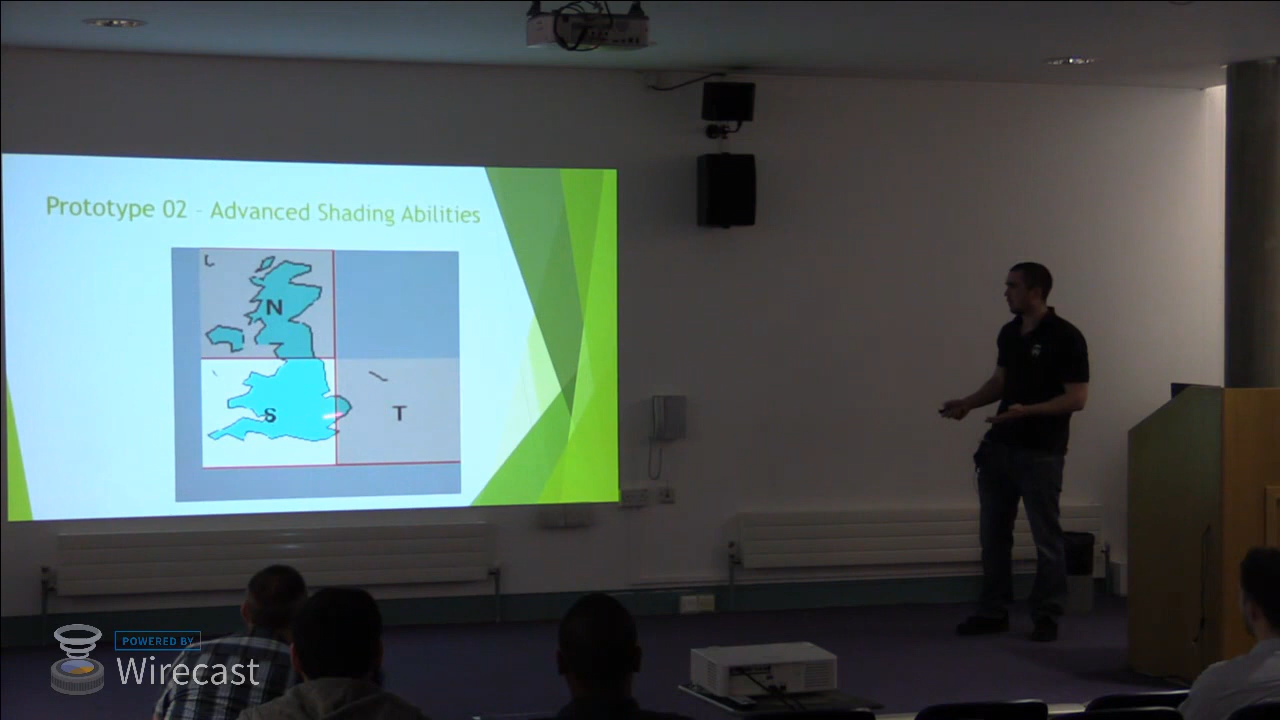 Prototype 02 - Advanced Shading Abilities
N
S
T
POWERED BY
Wirecast